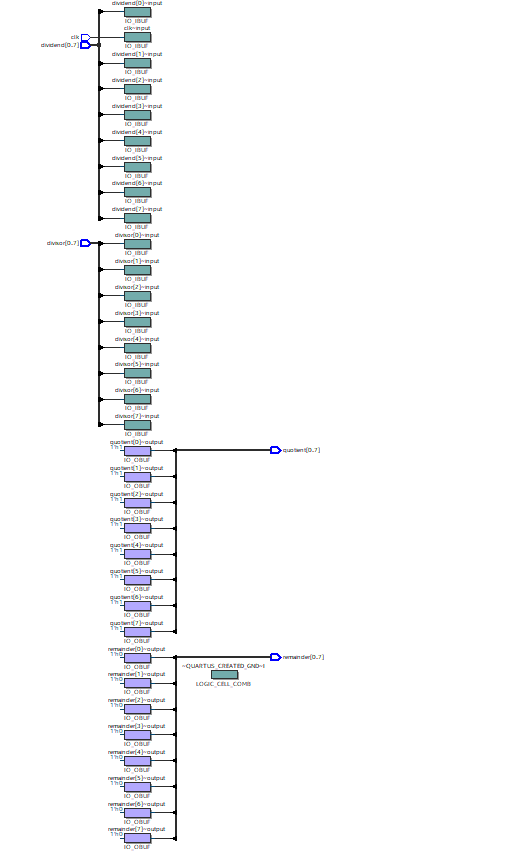 dividend[0]~input
IO_IBUF
clk~input
clk
IO_IBUF
dividend[0..7]
dividend[1]~input
IO_IBUF
dividend[2]~input
IO_IBUF
dividend[3]~input
IO_IBUF
dividend[4]~input
IO_IBUF
dividend[5]~input
IO_IBUF
dividend[6]~input
IO_IBUF
dividend[7]~input
IO_IBUF
divisor[0]~input
divisor[0..7]
IO_IBUF
divisor[1]~input
IO_IBUF
divisor[2]~input
IO_IBUF
divisor[3]~input
IO_IBUF
divisor[4]~input
IO_IBUF
divisor[5]~input
IO_IBUF
divisor[6]~input
IO_IBUF
divisor[7]~input
IO_IBUF
quotient[0]~output
1'h1
quotient[0..7]
IO_OBUF
quotient[1]~output
1'h1
IO_OBUF
quotient[2]~output
1'h1
IO_OBUF
quotient[3]~output
1'h1
IO_OBUF
quotient[4]~output
1'h1
IO_OBUF
quotient[5]~output
1'h1
IO_OBUF
quotient[6]~output
1'h1
IO_OBUF
quotient[7]~output
1'h1
IO_OBUF
remainder[0]~output
1'h0
remainder[0..7]
IO_OBUF
~QUARTUS_CREATED_GND~I
LOGIC_CELL_COMB
remainder[1]~output
1'h0
IO_OBUF
remainder[2]~output
1'h0
IO_OBUF
remainder[3]~output
1'h0
IO_OBUF
remainder[4]~output
1'h0
IO_OBUF
remainder[5]~output
1'h0
IO_OBUF
remainder[6]~output
1'h0
IO_OBUF
remainder[7]~output
1'h0
IO_OBUF